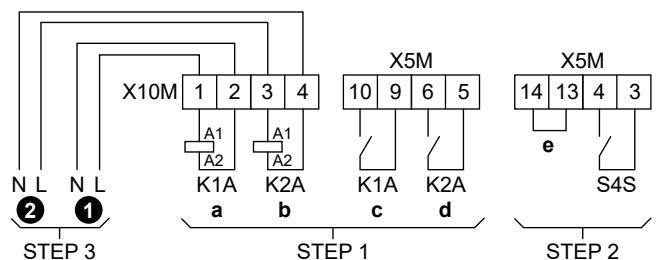 X5M X5M
X10M 1 2 3 4 10 9 6 5 14 13 4 3
A1 A1
A2 A2 e
N L N L K1A K2A K1A K2A S4S
2 1 a b c d
STEP 3 STEP 1 STEP 2